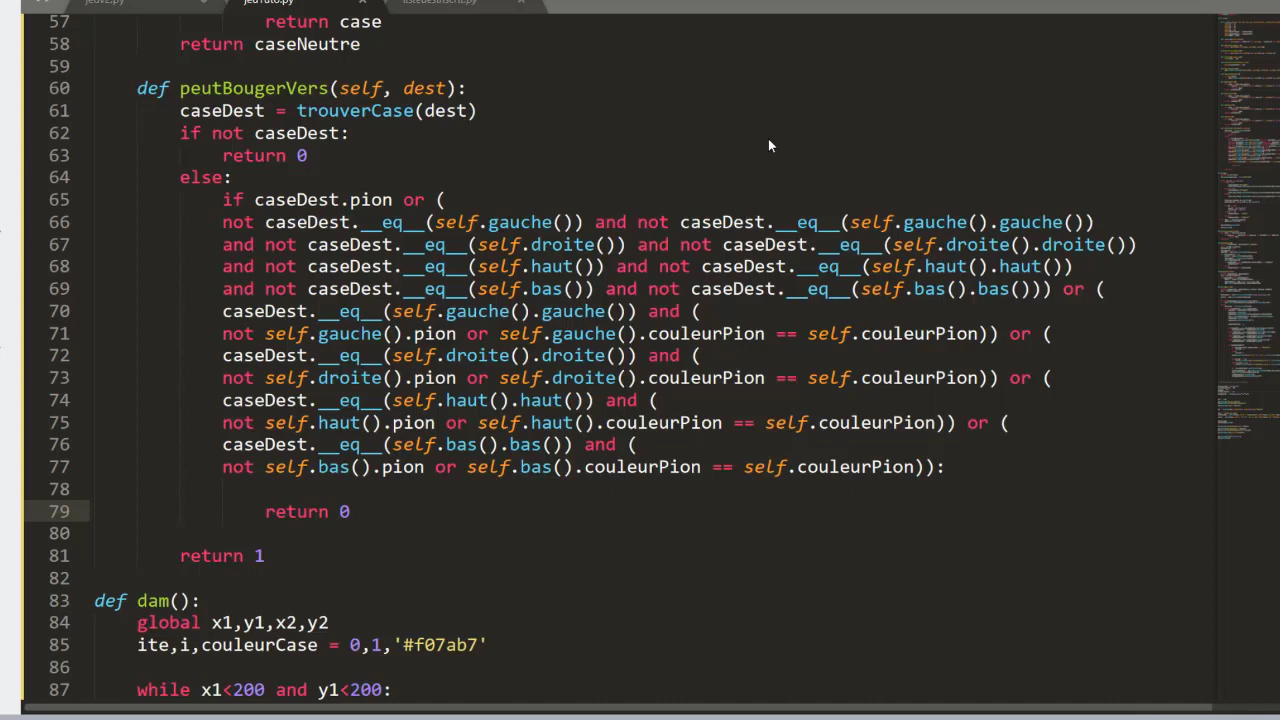 jeuv2.py jeuTuto.py
57 return case
58 return caseNeutre
59
60 def peutBougerVers(self, dest):
61 caseDest = trouverCase(dest)
62 if not caseDest:
63 return 0
64 else:
65 if caseDest.pion or (
66 not caseDest.__eq__(self.gauche()) and not caseDest.__eq__(self.gauche().gauche())
67 and not caseDest.__eq__(self.droite()) and not caseDest.__eq__(self.droite().droite())
68 and not caseDest.__eq__(self.haut()) and not caseDest.__eq__(self.haut().haut())
69 and not caseDest.__eq__(self.bas()) and not caseDest.__eq__(self.bas().bas())) or (
70 caseDest.__eq__(self.gauche().gauche()) and (
71 not self.gauche().pion or self.gauche().couleurPion == self.couleurPion)) or (
72 caseDest.__eq__(self.droite().droite()) and (
73 not self.droite().pion or self.droite().couleurPion == self.couleurPion)) or (
74 caseDest.__eq__(self.haut().haut()) and (
75 not self.haut().pion or self.haut().couleurPion == self.couleurPion)) or (
76 caseDest.__eq__(self.bas().bas()) and (
77 not self.bas().pion or self.bas().couleurPion == self.couleurPion)):
78
79 return 0
80
81 return 1
82
83 def dam():
84 global x1,y1,x2,y2
85 ite,i,couleurCase = 0,1,'#f07ab7'
86
87 while x1<200 and y1<200: